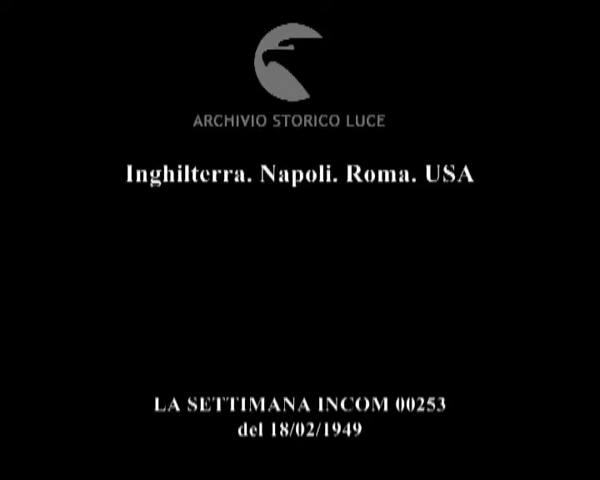 ARCHIVIO STORICO LUCE
Inghilterra. Napoli. Roma. USA
LA SETTIMANA INCOM 00253
del 18/02/1949